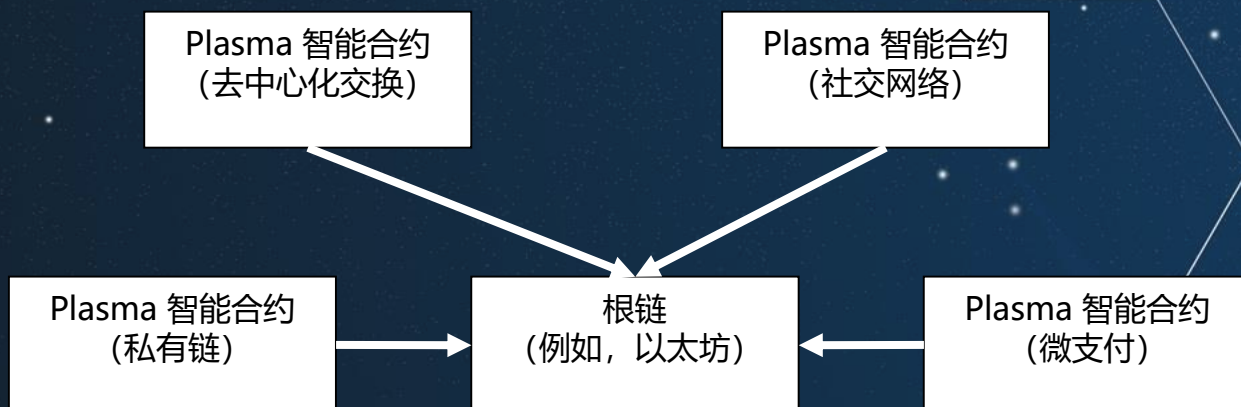 Plasma 智能合约
（去中心化交换）
Plasma 智能合约
（社交网络）
Plasma 智能合约
（私有链）
根链
（例如，以太坊）
Plasma 智能合约
（微支付）